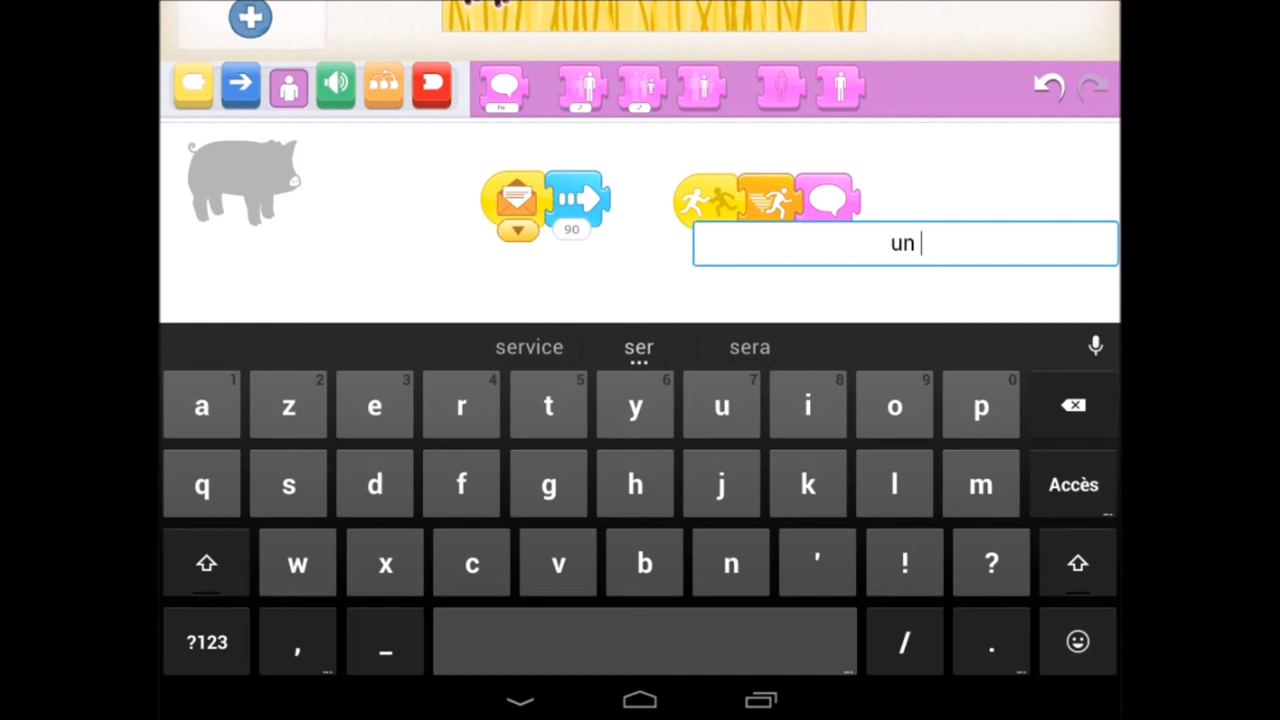 90
un
service ser sera
a 1 z 2 e 3 r 4 t 5 y 6 u 7 i 8 o 9 p 0
q s d f g h j k l m Accès
w x c v b n ' ! ?
?123 , _ / .